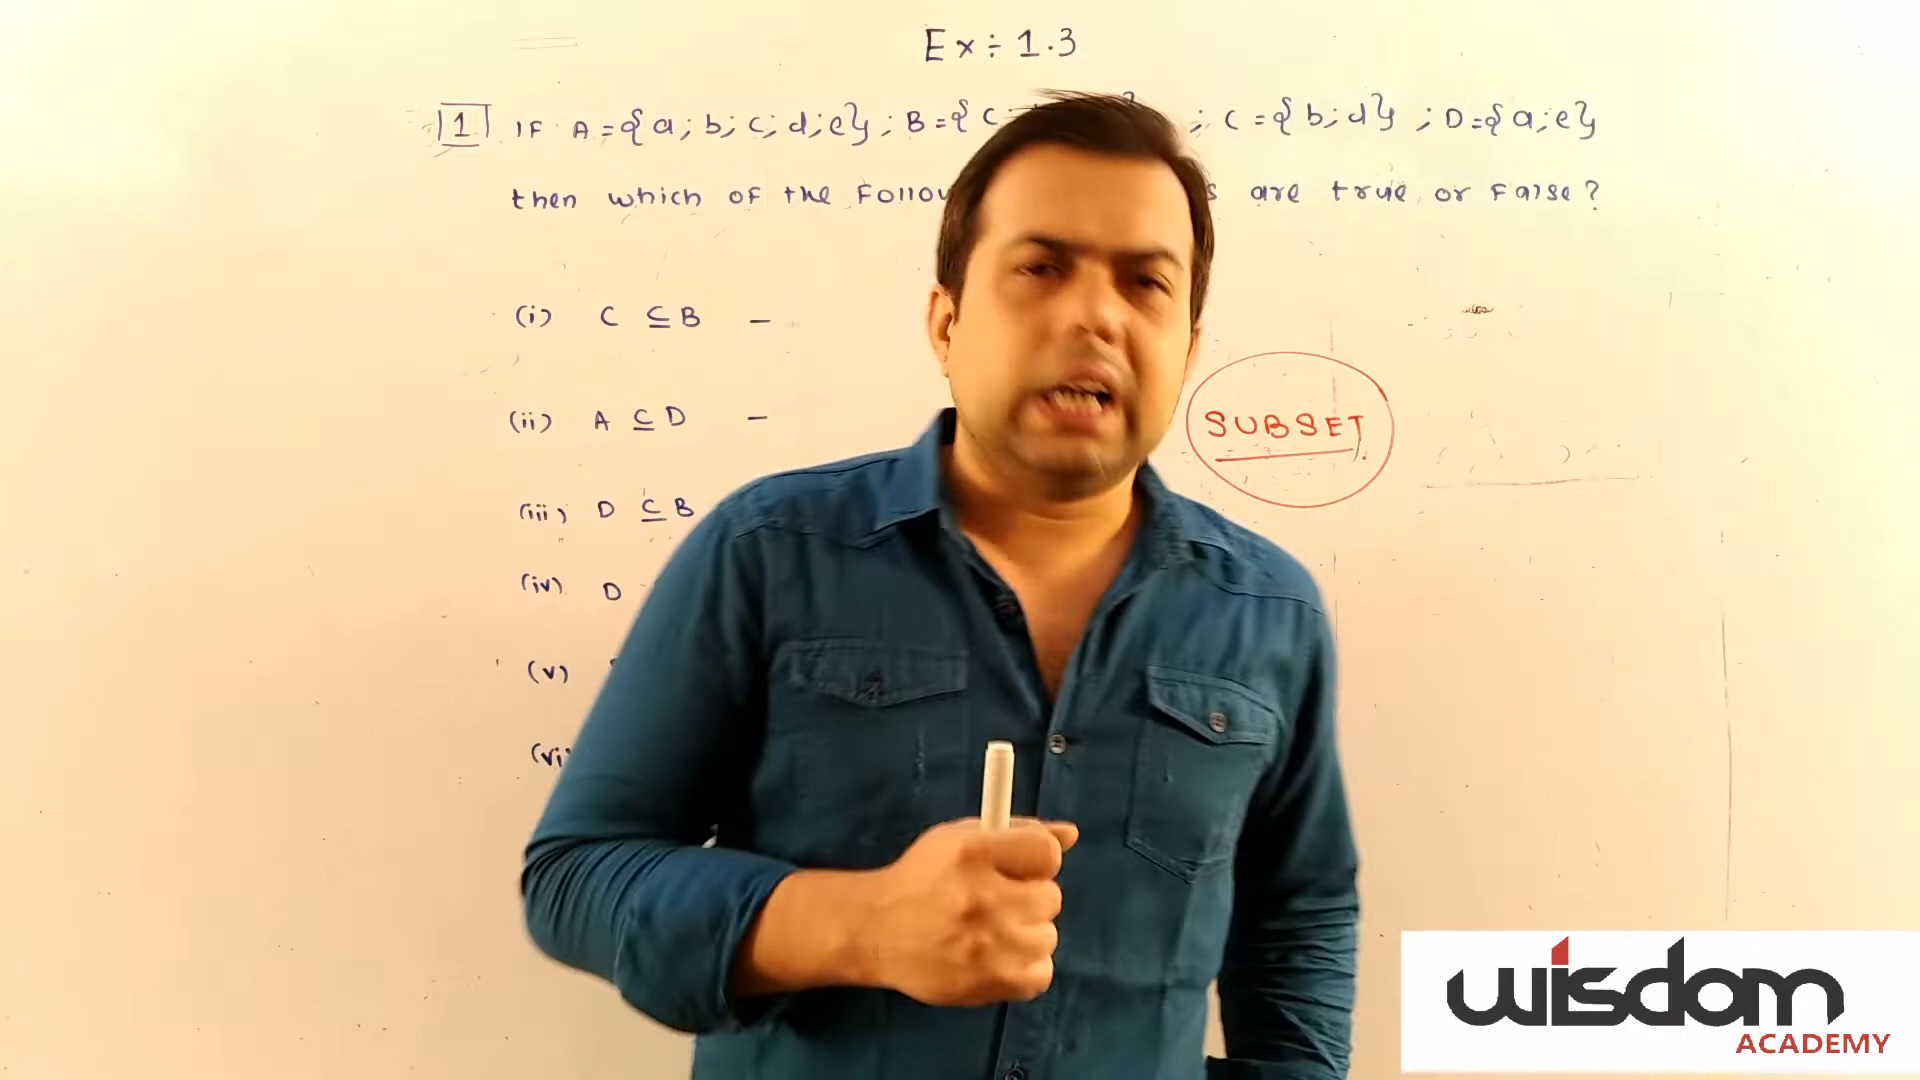 Ex÷ 1.3
1 IF A={a;b;c;d;e}; B={c ; C={b;d} ; D={a;e}
then which of the are true or False?
(i) C ⊆ B –
(ii) A ⊆ D –
SUBSET
(iii) D ⊆ B
(iv) D
(v)
(vi)
wisdom
ACADEMY